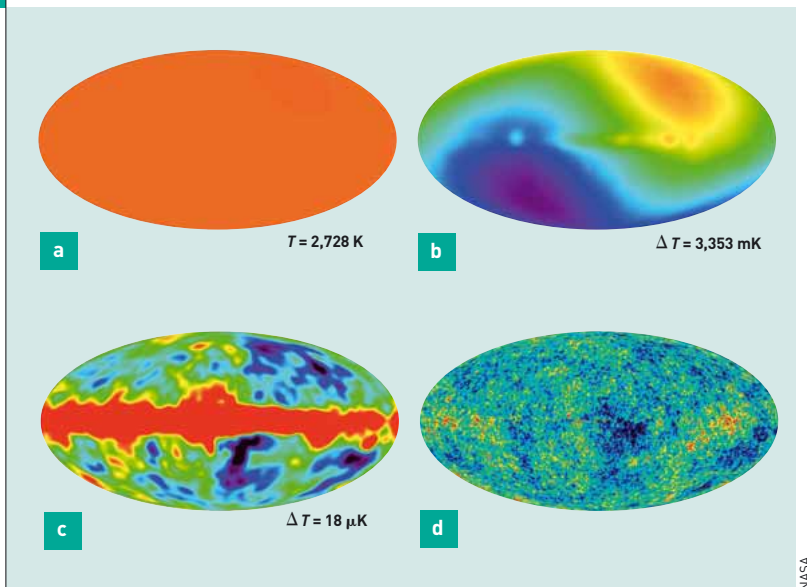 a
T = 2,728 K
b
Δ T = 3,353 mK
c
Δ T = 18 μK
d
NASA